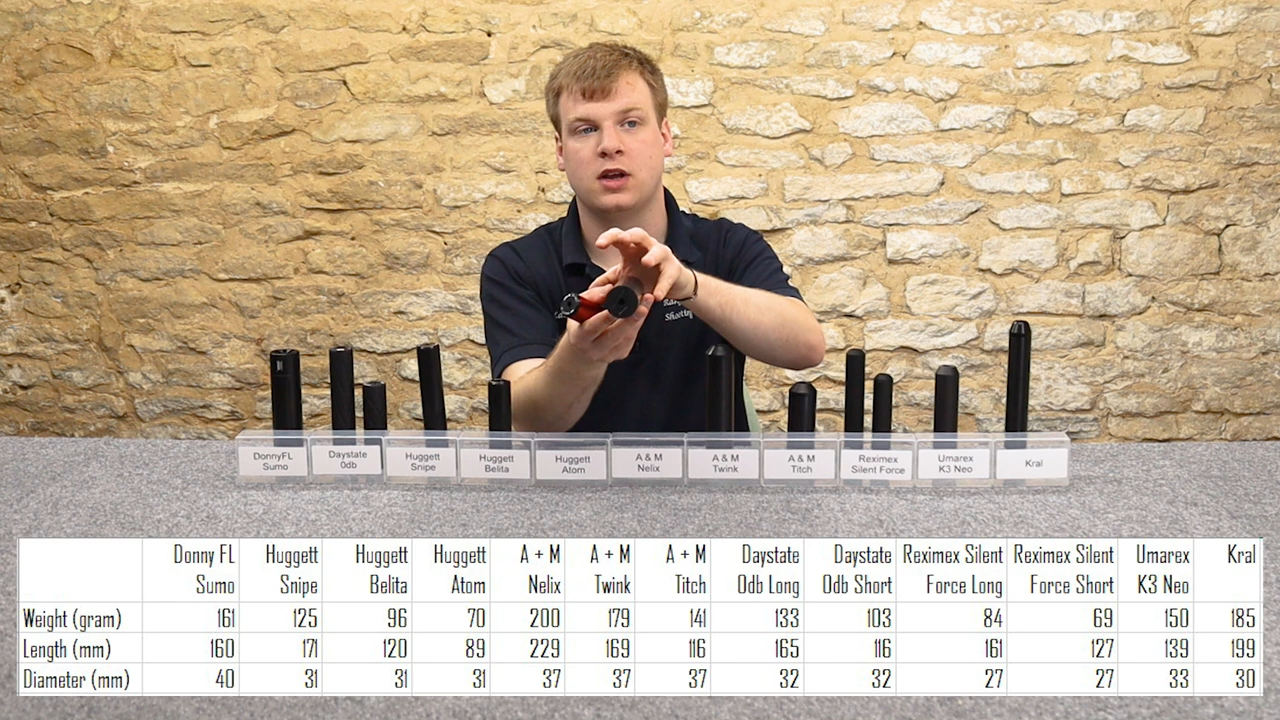 Shooting
DonnyFL
Sumo
Daystate
0db
Huggett
Snipe
Huggett
Belita
Huggett
Atom
A & M
Nelix
A & M
Twink
A & M
Titch
Reximex
Silent Force
Umarex
K3 Neo
Kral
Donny FL Huggett Huggett Huggett A + M A + M A + M Daystate Daystate Reximex Silent Reximex Silent Umarex Kral
Sumo Snipe Belita Atom Nelix Twink Titch 0db Long 0db Short Force Long Force Short K3 Neo
Weight (gram) 161 125 96 70 200 179 141 133 103 84 69 150 185
Length (mm) 160 171 120 89 229 169 116 165 116 161 127 139 199
Diameter (mm) 40 31 31 31 37 37 37 32 32 27 27 33 30